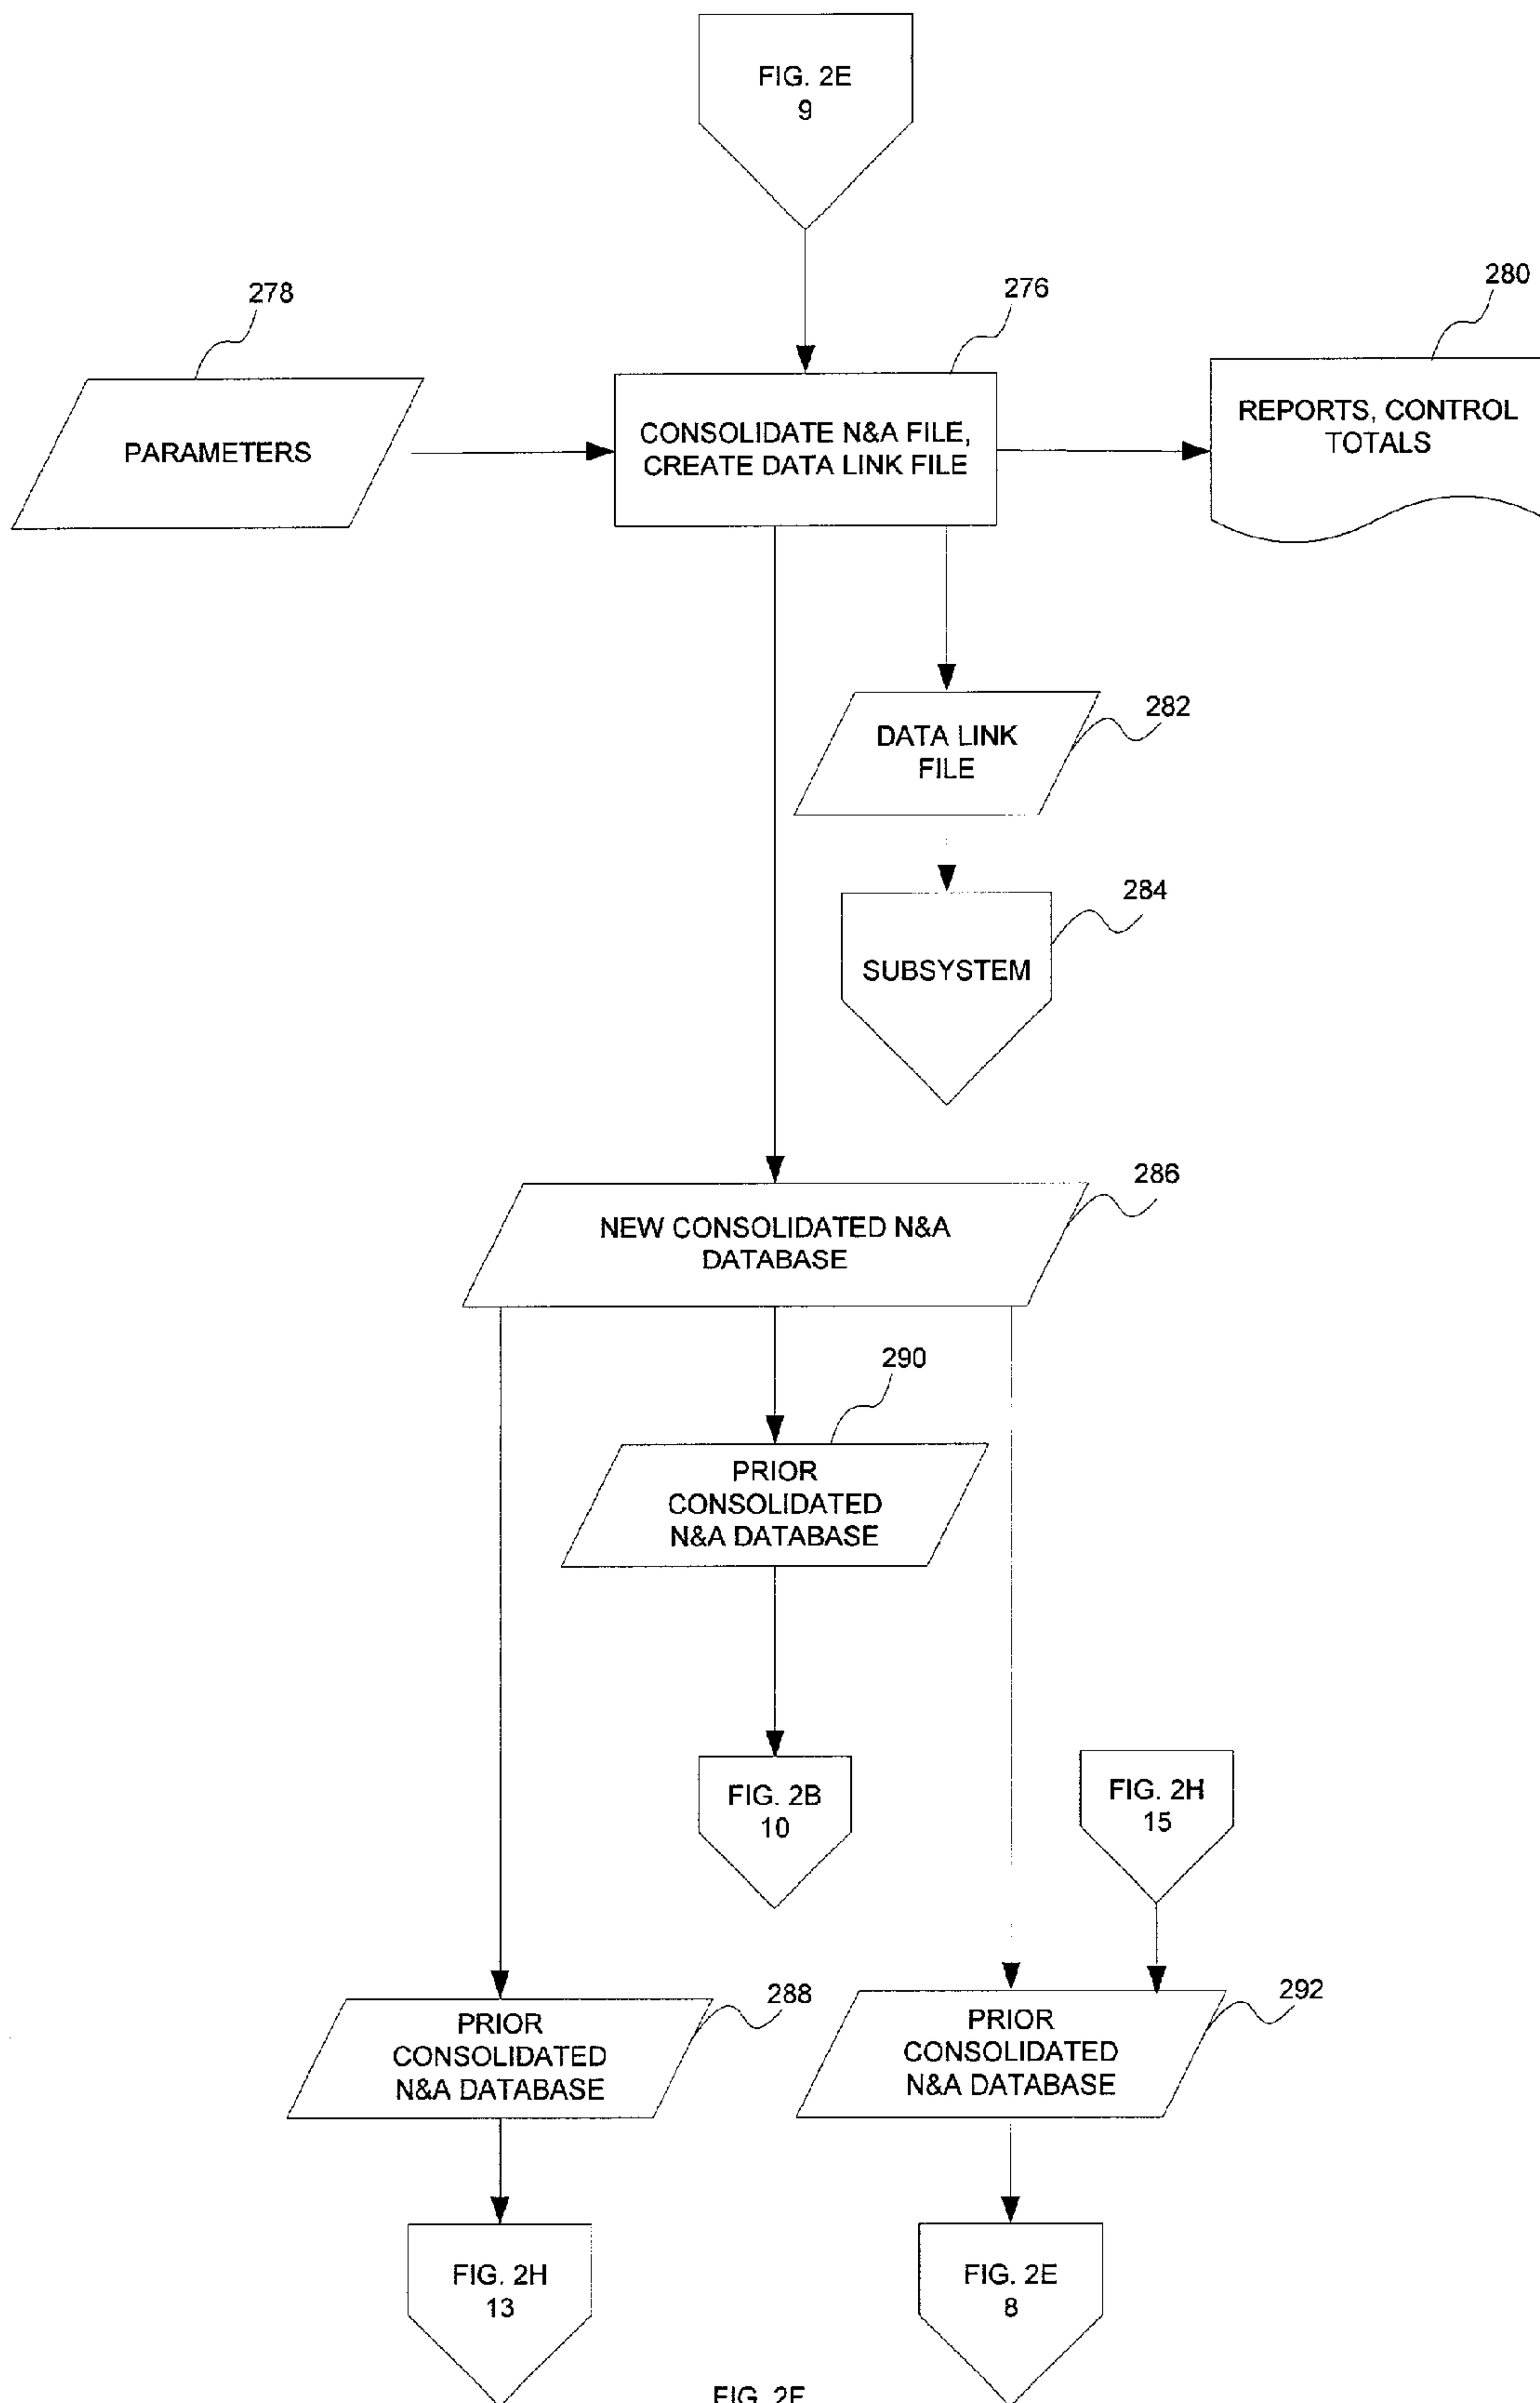 FIG. 2E
9
278
276
280
PARAMETERS
CONSOLIDATE N&A FILE,
CREATE DATA LINK FILE
REPORTS, CONTROL
TOTALS
282
DATA LINK
FILE
284
SUBSYSTEM
286
NEW CONSOLIDATED N&A
DATABASE
290
PRIOR
CONSOLIDATED
N&A DATABASE
FIG. 2B
10
FIG. 2H
15
288
PRIOR
CONSOLIDATED
N&A DATABASE
292
PRIOR
CONSOLIDATED
N&A DATABASE
FIG. 2H
13
FIG. 2E
8